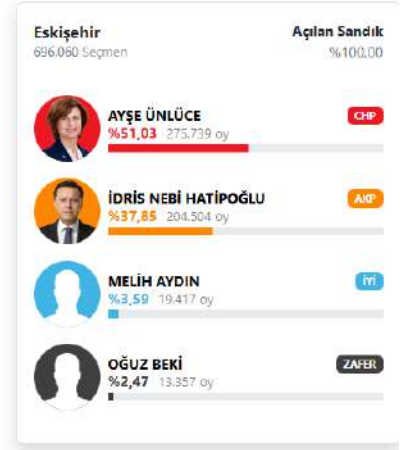 Eskişehir
696.060 Seçmen
Açılan Sandık
%100,00
AYŞE ÜNLÜCE
CHP
%51,03 275.739 oy
İDRİS NEBİ HATİPOĞLU
AKP
%37,85 204.504 oy
MELİH AYDIN
İYİ
%3,59 19.417 oy
OĞUZ BEKİ
ZAFER
%2,47 13.357 oy